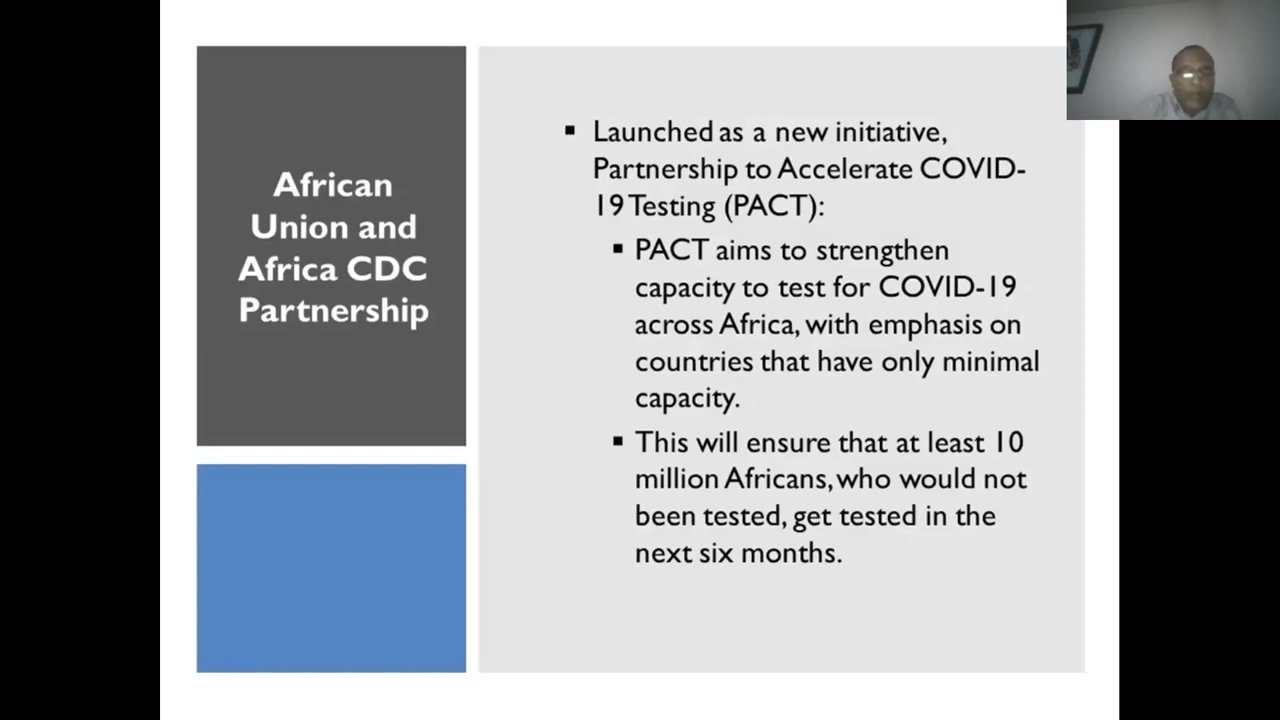 African
Union and
Africa CDC
Partnership
▪ Launched as a new initiative,
Partnership to Accelerate COVID-
19 Testing (PACT):
▪ PACT aims to strengthen
capacity to test for COVID-19
across Africa, with emphasis on
countries that have only minimal
capacity.
▪ This will ensure that at least 10
million Africans, who would not
been tested, get tested in the
next six months.